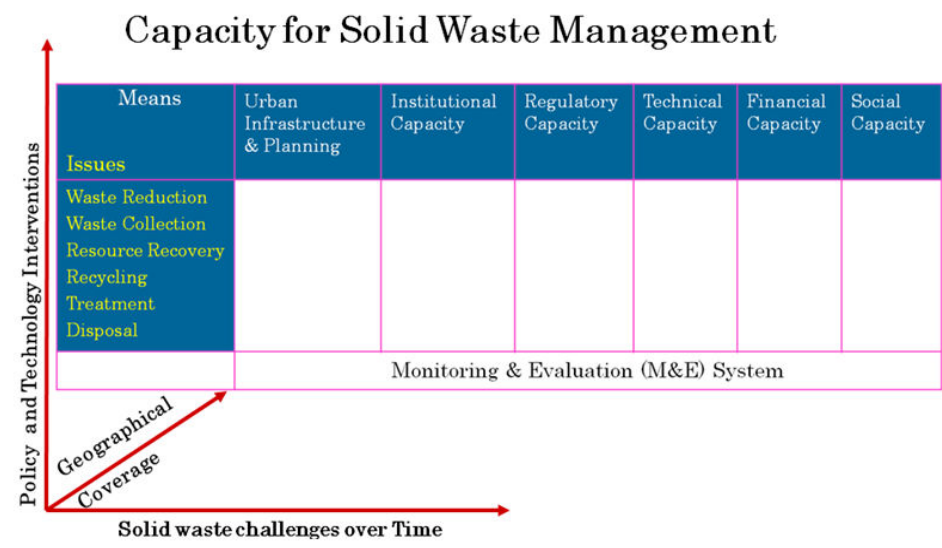 Capacity for Solid Waste Management
Means
Issues
Urban
Infrastructure
& Planning
Institutional
Capacity
Regulatory
Capacity
Technical
Capacity
Financial
Capacity
Social
Capacity
Waste Reduction
Waste Collection
Resource Recovery
Recycling
Treatment
Disposal
Monitoring & Evaluation (M&E) System
Policy and Technology Interventions
Geographical
Coverage
Solid waste challenges over Time